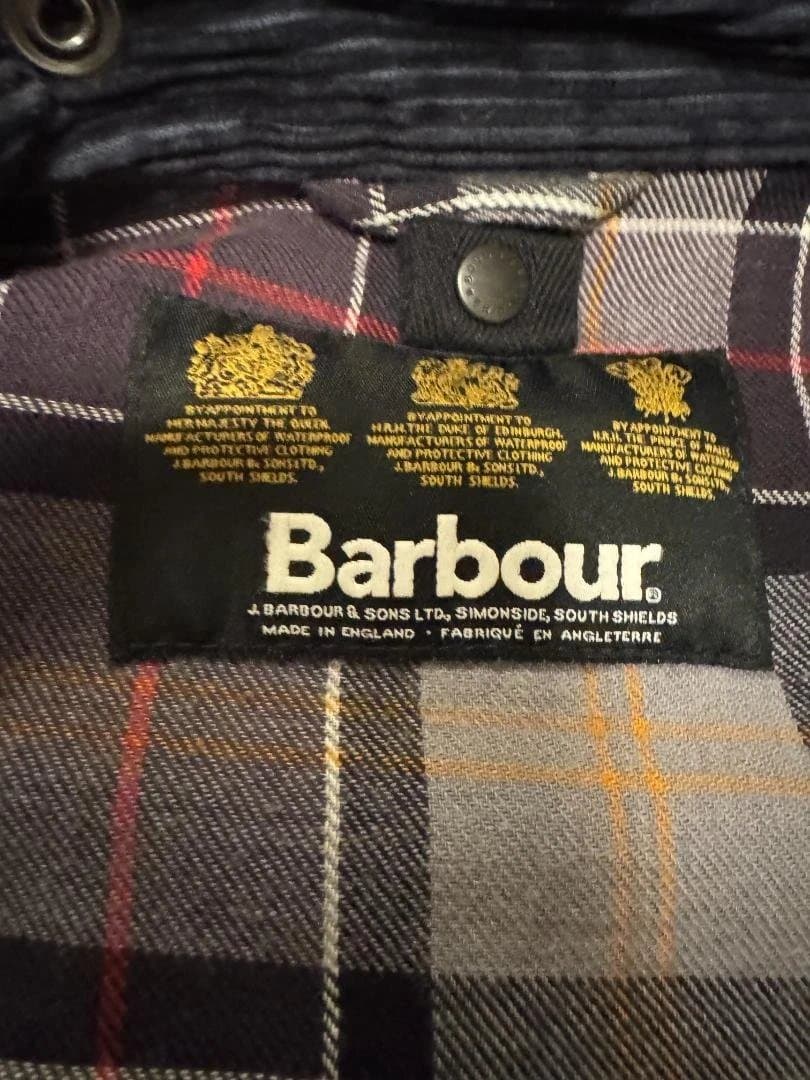 BY APPOINTMENT TO
HER MAJESTY THE QUEEN
MANUFACTURERS OF WATERPROOF
AND PROTECTIVE CLOTHING
J.BARBOUR & SONS LTD,
SOUTH SHIELDS.
BY APPOINTMENT TO
H.R.H. THE DUKE OF EDINBURGH.
MANUFACTURERS OF WATERPROOF
AND PROTECTIVE CLOTHING
J.BARBOUR & SONS LTD,
SOUTH SHIELDS.
BY APPOINTMENT TO
H.R.H. THE PRINCE OF WALES
MANUFACTURERS OF WATERPROOF
AND PROTECTIVE CLOTHING
J.BARBOUR & SONS LTD,
SOUTH SHIELDS.
Barbour®
J. BARBOUR & SONS LTD, SIMONSIDE, SOUTH SHIELDS
MADE IN ENGLAND · FABRIQUÉ EN ANGLETERRE